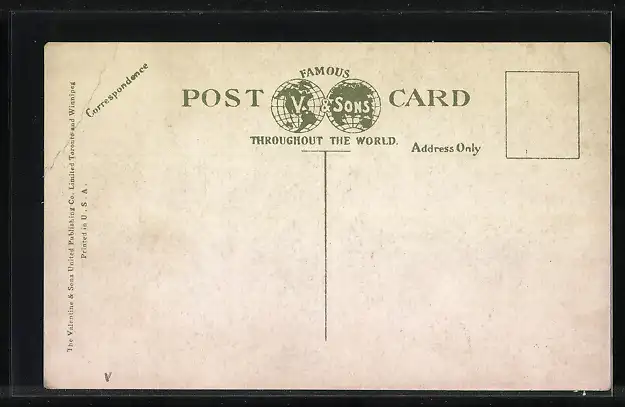 FAMOUS
POST CARD
V. & SONS
THROUGHOUT THE WORLD.
Correspondence
Address Only
The Valentine & Sons United Publishing Co. Limited Toronto and Winnipeg
Printed in U. S. A.
V